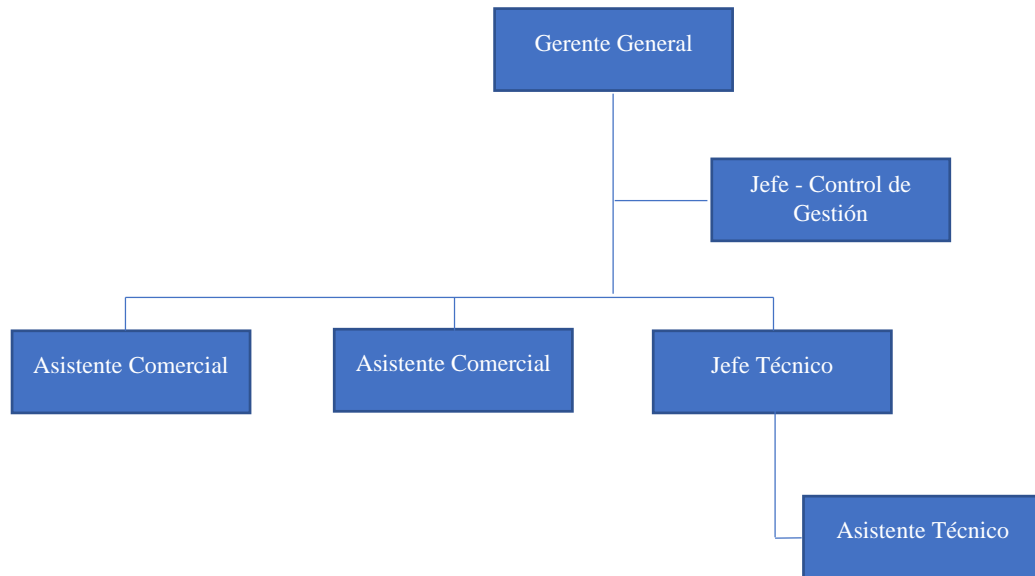 Gerente General
Jefe - Control de
Gestión
Asistente Comercial
Asistente Comercial
Jefe Técnico
Asistente Técnico